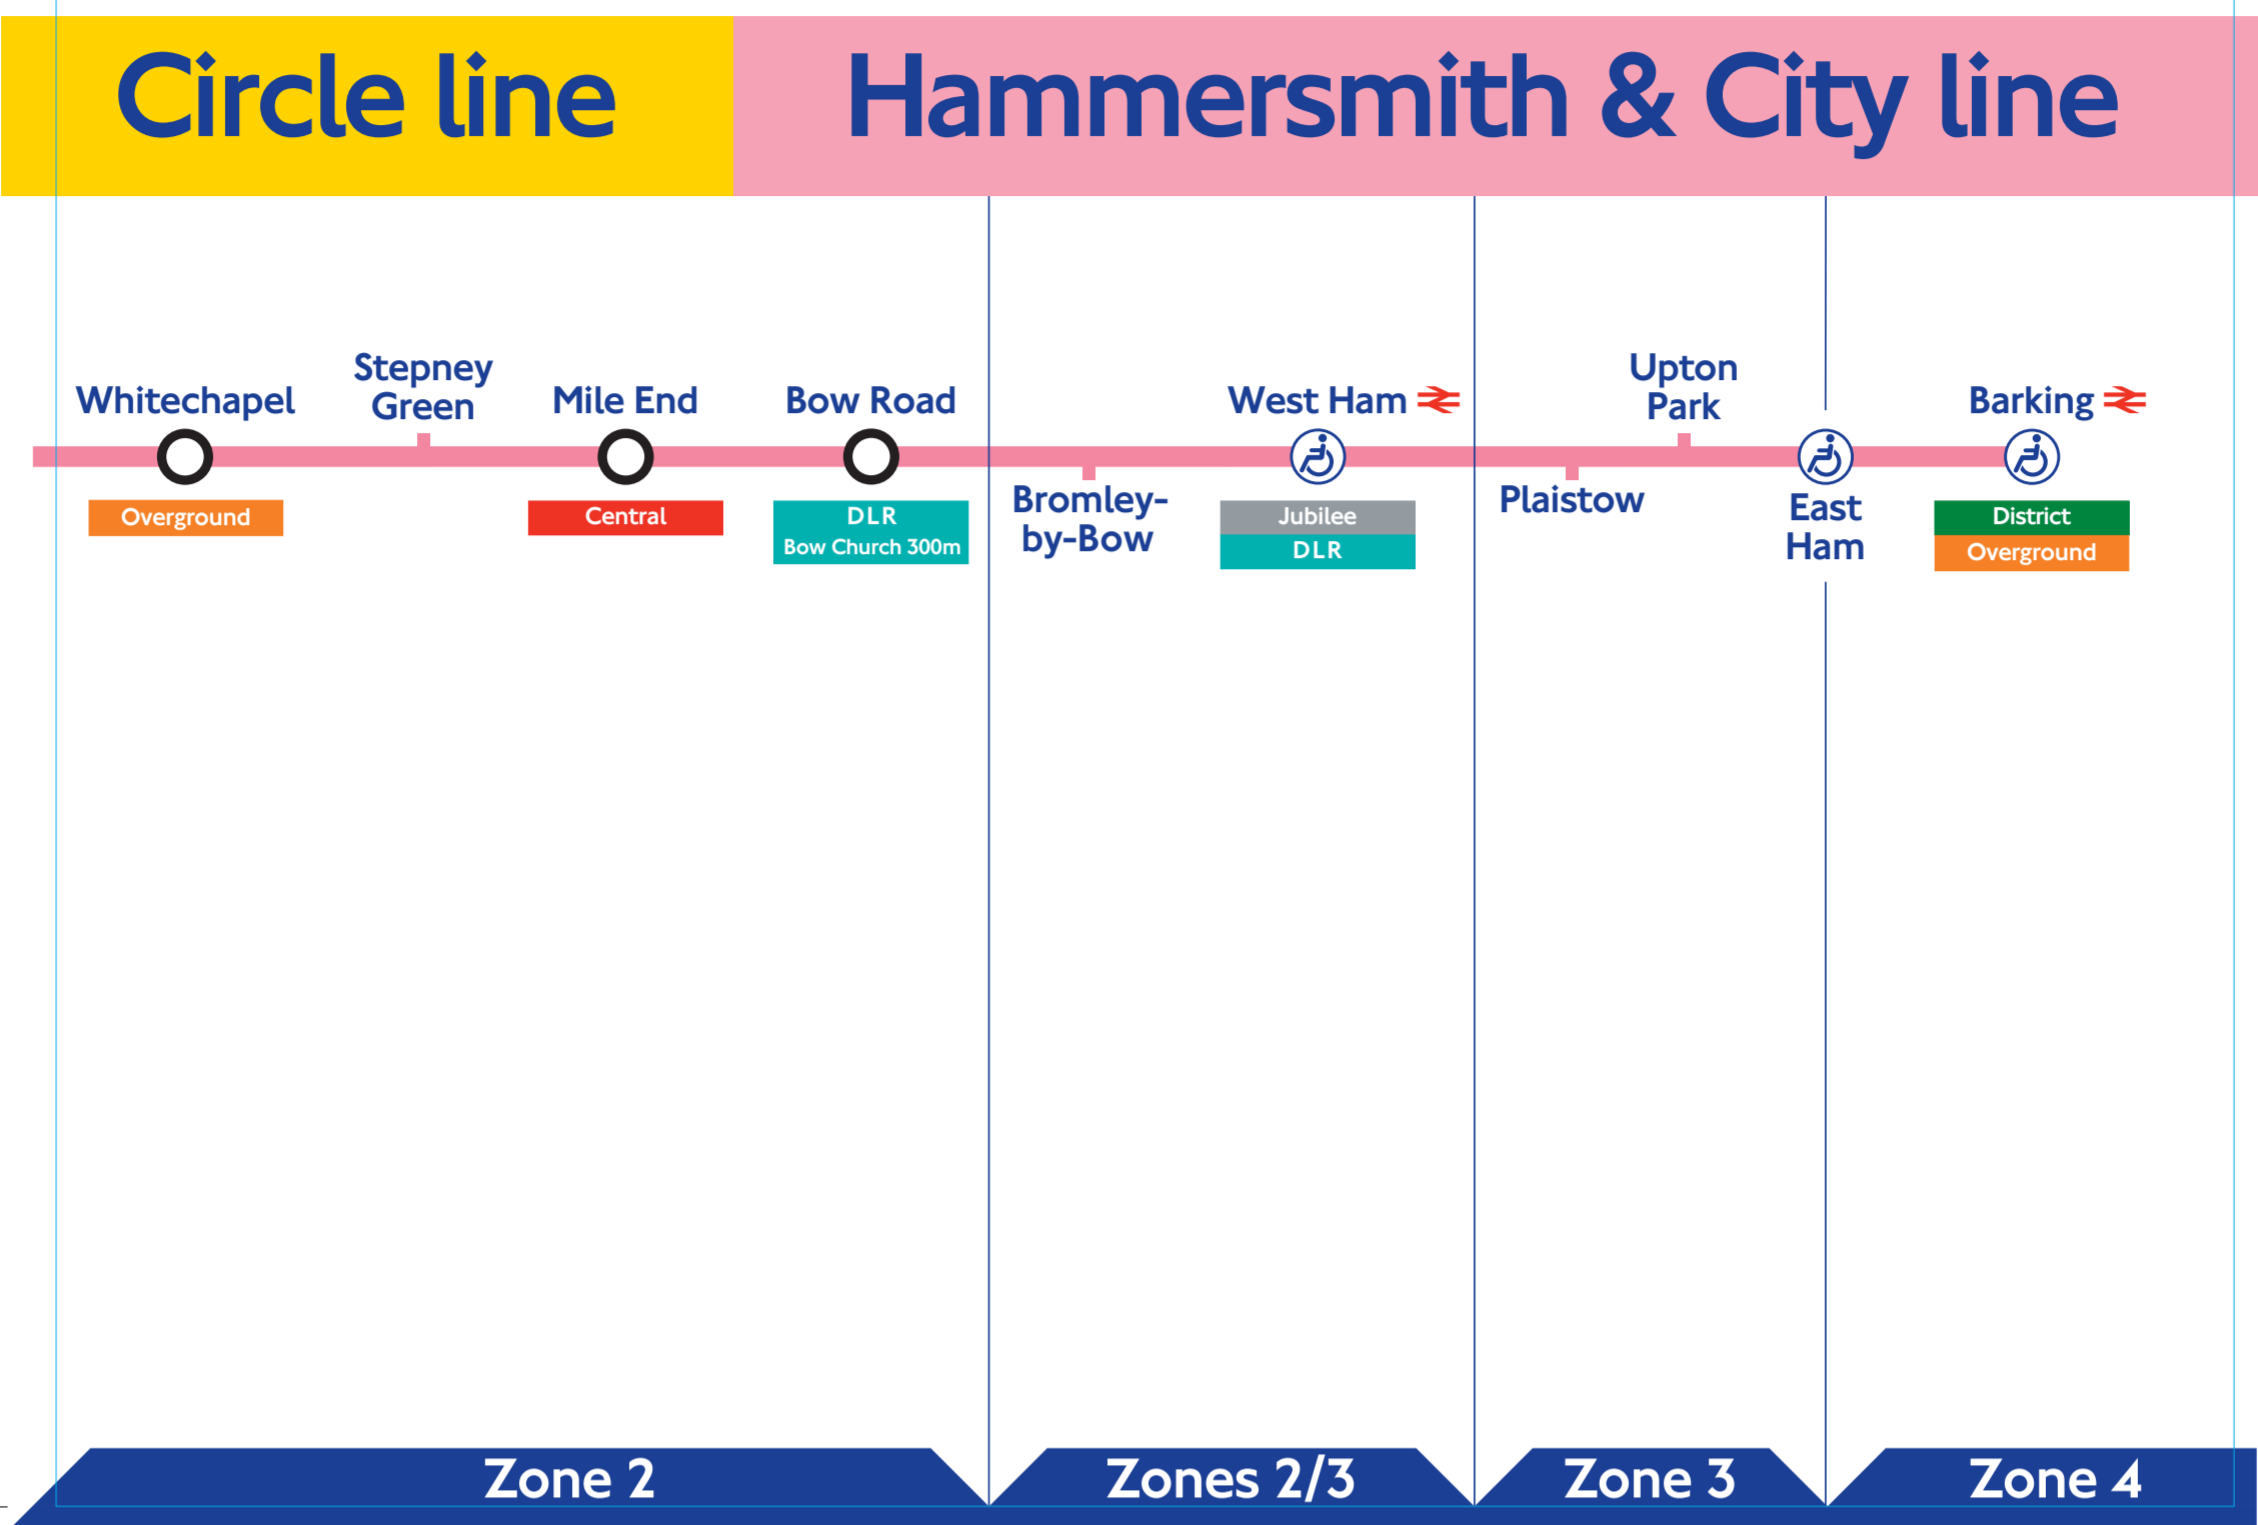 Circle line
Hammersmith & City line
Whitechapel
Overground
Stepney
Green
Mile End
Central
Bow Road
DLR
Bow Church 300m
Bromley-
by-Bow
West Ham
Jubilee
DLR
Plaistow
Upton
Park
East
Ham
Barking
District
Overground
Zone 2
Zones 2/3
Zone 3
Zone 4